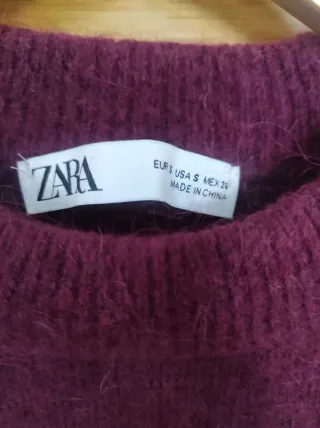 ZARA
EUR S USA S MEX 26
MADE IN CHINA